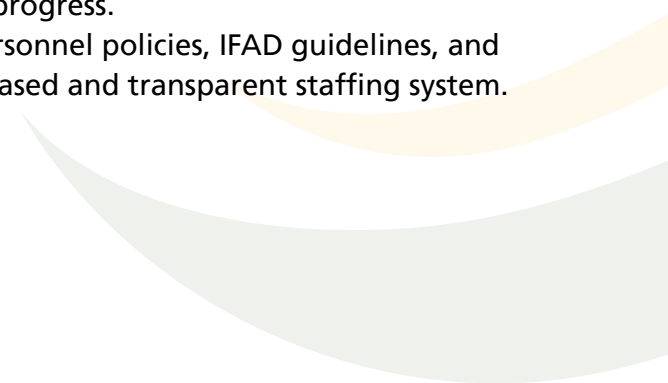 progress.
rsonnel policies, IFAD guidelines, and
ased and transparent staffing system.